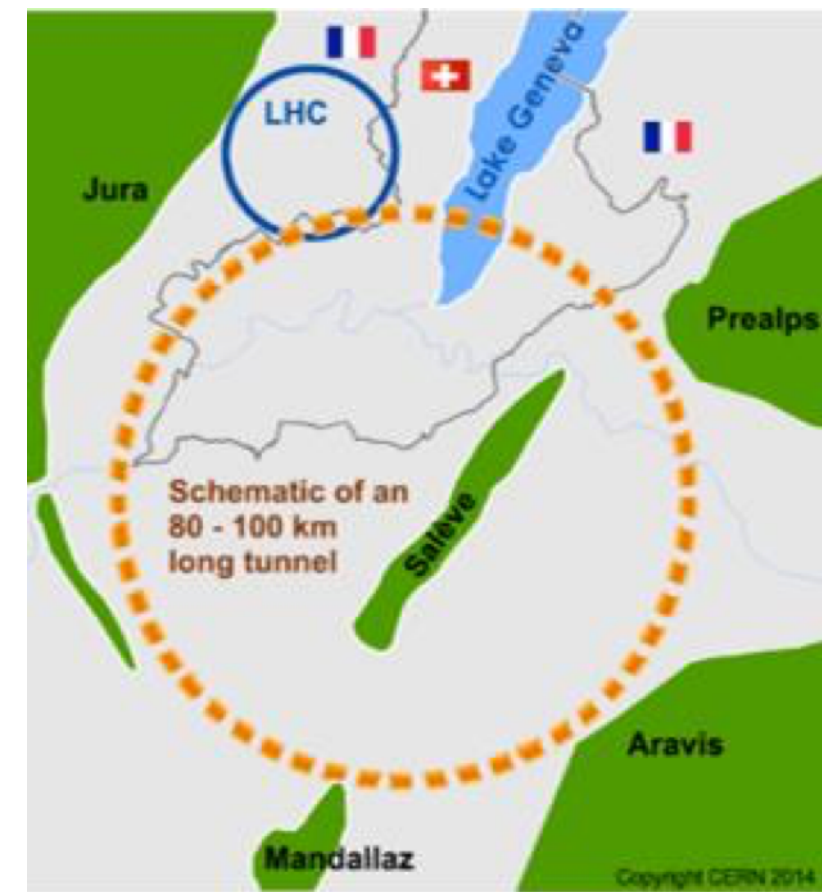 LHC
Lake Geneva
Jura
Prealps
Schematic of an
80 - 100 km
long tunnel
Salève
Aravis
Mandallaz
Copyright CERN 2014